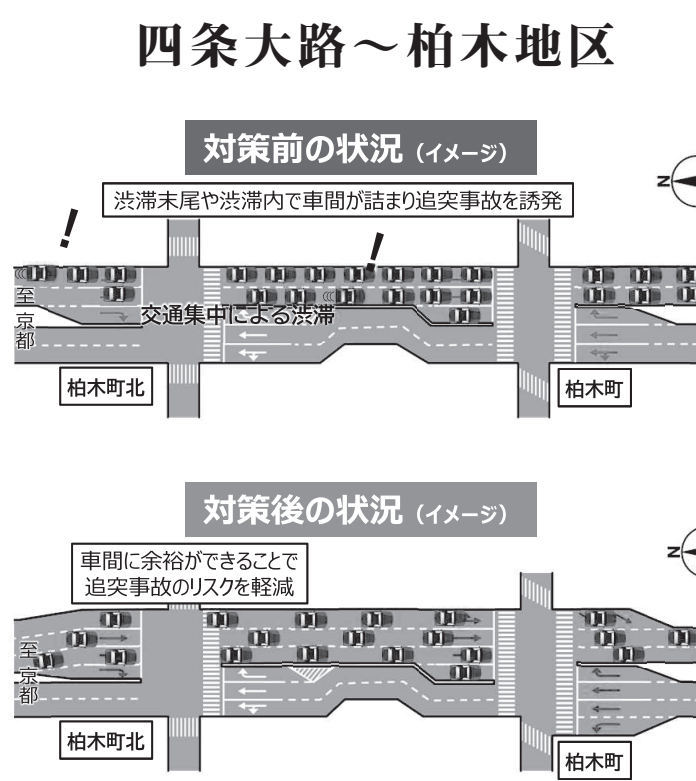 四条大路～柏木地区
対策前の状況（イメージ）
N
渋滞末尾や渋滞内で車間が詰まり追突事故を誘発
!
!
至京都
交通集中による渋滞
柏木町北
柏木町
対策後の状況（イメージ）
N
車間に余裕ができることで
追突事故のリスクを軽減
至京都
柏木町北
柏木町